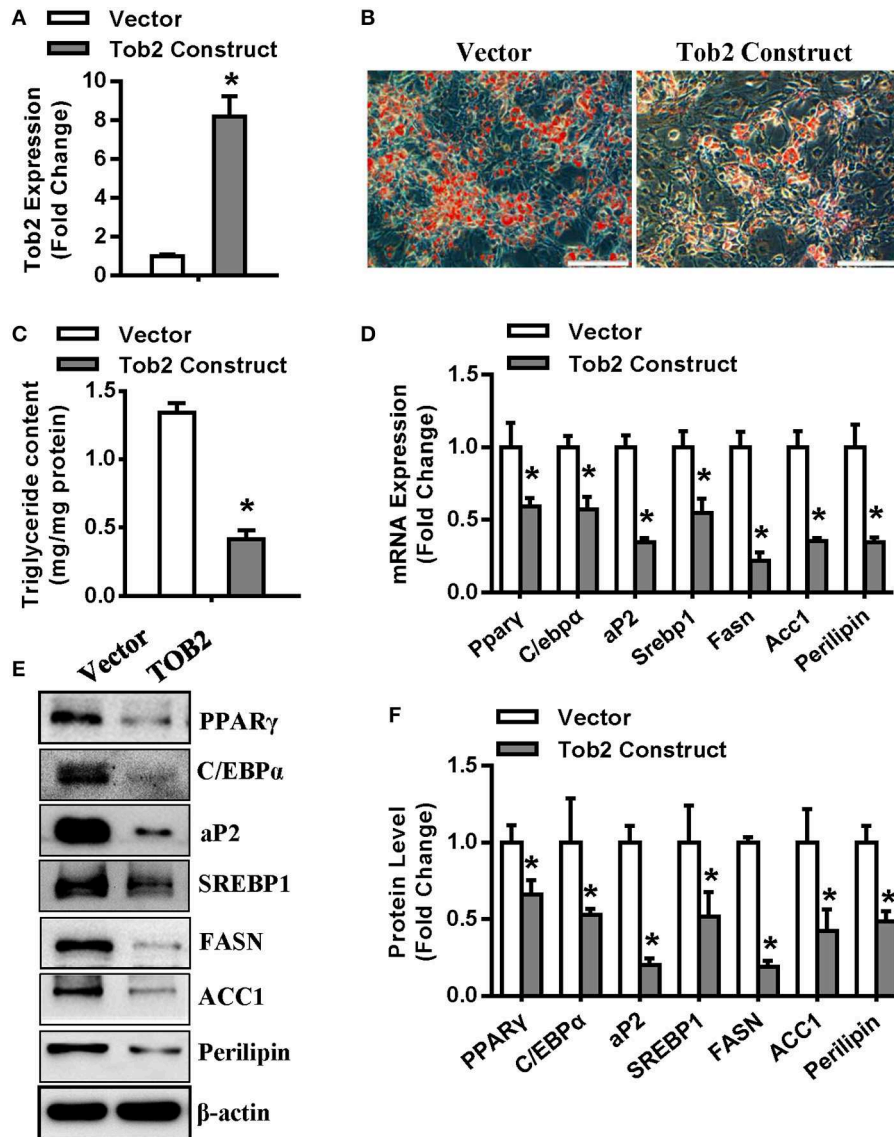 A
Vector
Tob2 Construct
Tob2 Expression
(Fold Change)
10
8
6
4
2
0
*
B
Vector
Tob2 Construct
C
Vector
Tob2 Construct
Triglyceride content
(mg/mg protein)
1.5
1.0
0.5
0.0
*
D
Vector
Tob2 Construct
mRNA Expression
(Fold Change)
1.5
1.0
0.5
0.0
* * * * * * *
Pparγ C/ebpα aP2 Srebp1 Fasn Acc1 Perilipin
E
Vector TOB2
PPARγ
C/EBPα
aP2
SREBP1
FASN
ACC1
Perilipin
β-actin
F
Vector
Tob2 Construct
Protein Level
(Fold Change)
1.5
1.0
0.5
0.0
* * * * * * *
PPARγ C/EBPα aP2 SREBP1 FASN ACC1 Perilipin